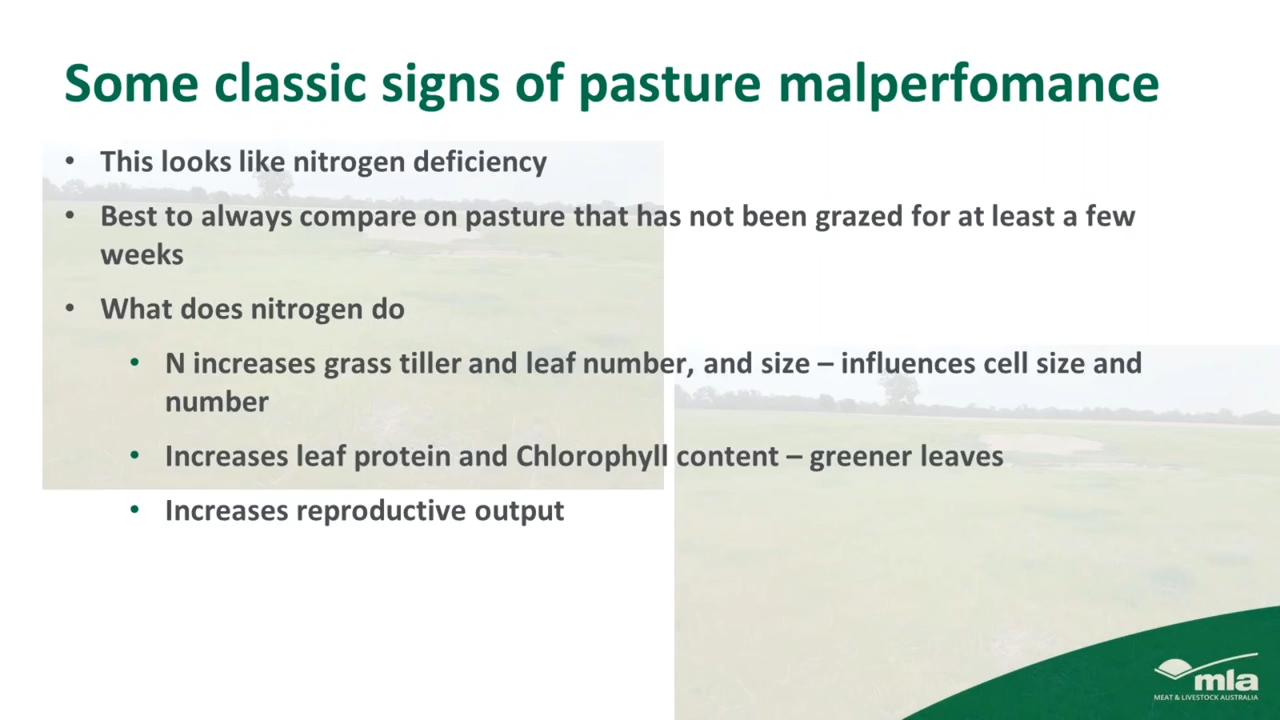 Some classic signs of pasture malperfomance
• This looks like nitrogen deficiency
• Best to always compare on pasture that has not been grazed for at least a few
weeks
• What does nitrogen do
• N increases grass tiller and leaf number, and size – influences cell size and
number
• Increases leaf protein and Chlorophyll content – greener leaves
• Increases reproductive output
mla
MEAT & LIVESTOCK AUSTRALIA